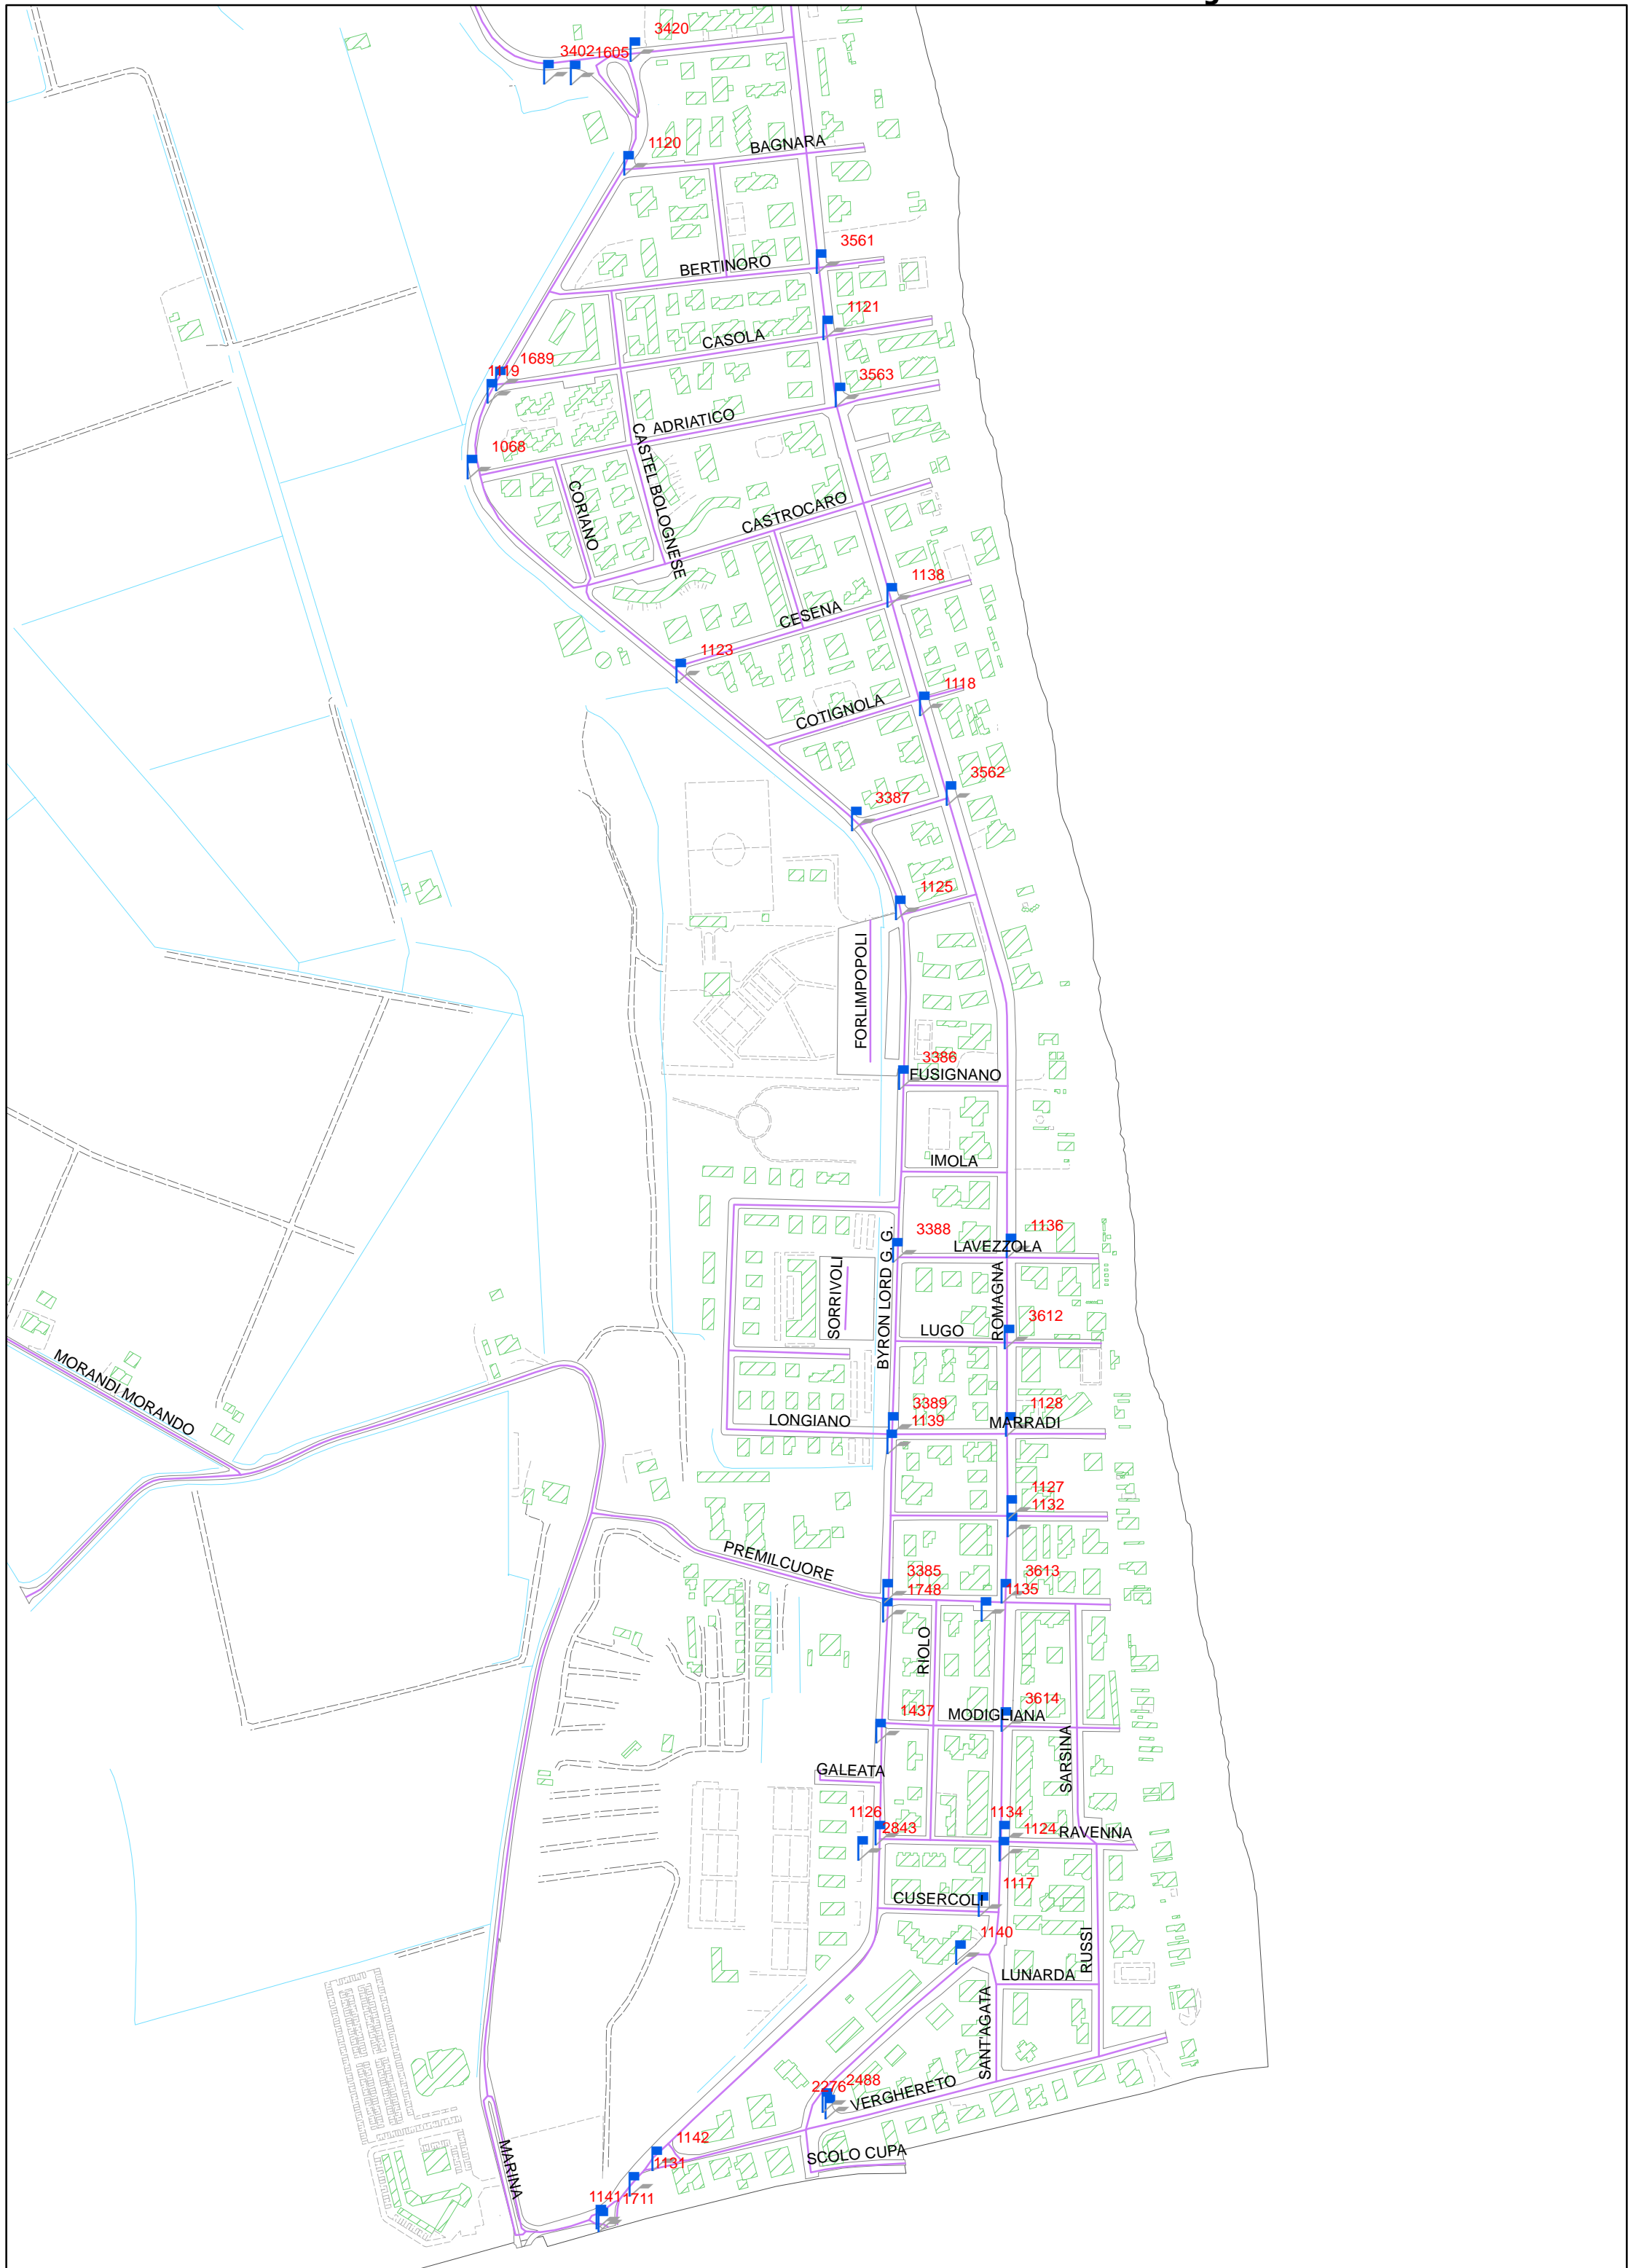 3420
3402
1605
1120
BAGNARA
3561
BERTINORO
1121
CASOLA
1689
1119
3563
ADRIATICO
1068
CASTEL BOLOGNESE
CORIANO
CASTROCARO
1138
CESENA
1123
1118
COTIGNOLA
3562
3387
1125
FORLIMPOPOLI
3386
FUSIGNANO
IMOLA
1136
3388
LAVEZZOLA
BYRON LORD G. G.
SORRIVOLI
ROMAGNA
3612
LUGO
MORANDI MORANDO
3389
1128
LONGIANO
1139
MARRADI
1127
1132
PREMILCUORE
3385
3613
1748
1135
RIOLO
3614
1437
MODIGLIANA
SARSINA
GALEATA
1126
1134
2843
1124
RAVENNA
1117
CUSERCOLI
1140
RUSSI
LUNARDA
SANT'AGATA
2276
2488
VERGHERETO
1142
SCOLO CUPA
1131
MARINA
1141
1711